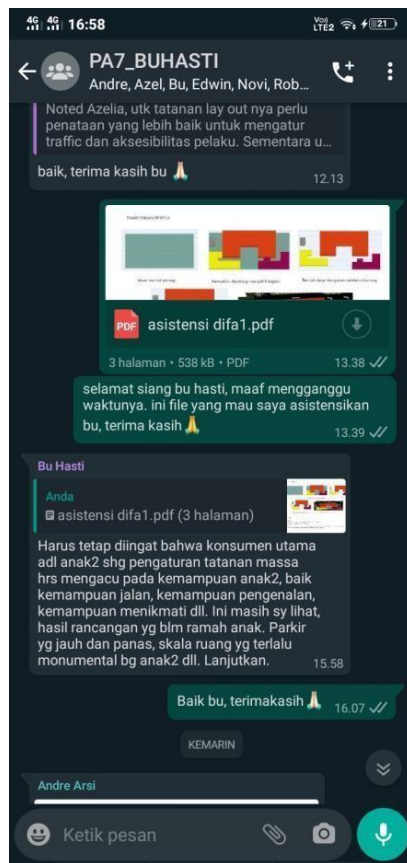 4G 4G 16:58
Vo) LTE2 21
PA7_BUHASTI
Andre, Azel, Bu, Edwin, Novi, Rob...
Noted Azelia, utk tatanan lay out nya perlu
penataan yang lebih baik untuk mengatur
traffic dan aksesibilitas pelaku. Sementara u...
baik, terima kasih bu 🙏
12.13
PDF asistensi difa1.pdf
3 halaman • 538 kB • PDF
13.38
selamat siang bu hasti, maaf mengganggu
waktunya. ini file yang mau saya asistensikan
bu, terima kasih 🙏
13.39
Bu Hasti
Anda
asistensi difa1.pdf (3 halaman)
Harus tetap diingat bahwa konsumen utama
adl anak2 shg pengaturan tatanan massa
hrs mengacu pada kemampuan anak2, baik
kemampuan jalan, kemampuan pengenalan,
kemampuan menikmati dll. Ini masih sy lihat,
hasil rancangan yg blm ramah anak. Parkir
yg jauh dan panas, skala ruang yg terlalu
monumental bg anak2 dll. Lanjutkan.
15.58
Baik bu, terimakasih 🙏
16.07
KEMARIN
Andre Arsi
Ketik pesan